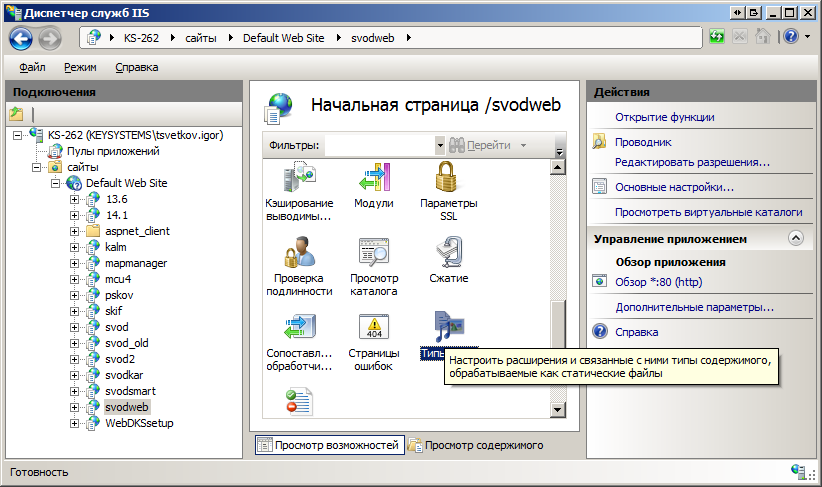 Диспетчер служб IIS
KS-262
сайты
Default Web Site
svodweb
Файл
Режим
Справка
Подключения
KS-262 (KEYSYSTEMS\tsvetkov.igor)
Пулы приложений
сайты
Default Web Site
13.6
14.1
aspnet_client
kalm
mapmanager
mcu4
pskov
skif
svod
svod_old
svod2
svodkar
svodsmart
svodweb
WebDKSsetup
Начальная страница /svodweb
Фильтры:
Перейти
Кэширование выводимы...
Модули
Параметры SSL
Проверка подлинности
Просмотр каталога
Сжатие
Сопоставл... обработчи...
404
Страницы ошибок
Настроить расширения и связанные с ними типы содержимого,
обрабатываемые как статические файлы
Просмотр возможностей
Просмотр содержимого
Действия
Открытие функции
Проводник
Редактировать разрешения...
Основные настройки...
Просмотреть виртуальные каталоги
Управление приложением
Обзор приложения
Обзор *:80 (http)
Дополнительные параметры...
Справка
Готовность